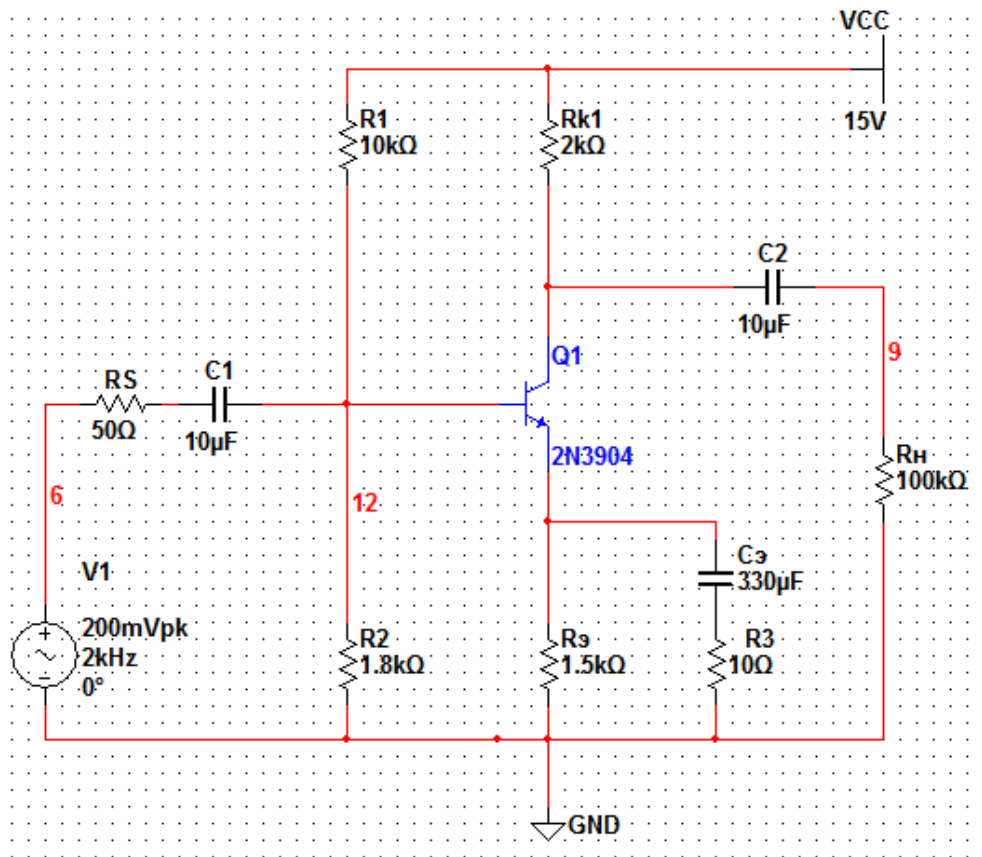 VCC
15V
R1
10kΩ
Rk1
2kΩ
C2
10µF
9
Rн
100kΩ
Q1
2N3904
RS
50Ω
C1
10µF
6
12
V1
200mVpk
2kHz
0°
R2
1.8kΩ
Rэ
1.5kΩ
Cэ
330µF
R3
10Ω
GND